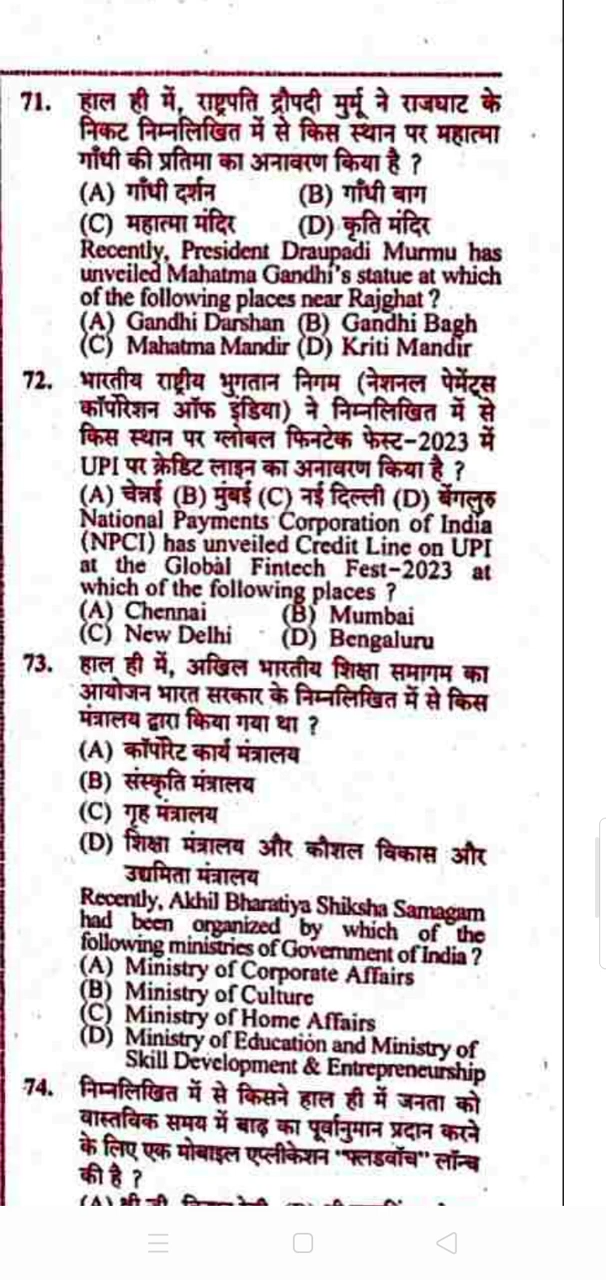 71. हाल ही में, राष्ट्रपति द्रौपदी मुर्मू ने राजघाट के
निकट निम्नलिखित में से किस स्थान पर महात्मा
गाँधी की प्रतिमा का अनावरण किया है ?
(A) गाँधी दर्शन (B) गाँधी बाग
(C) महात्मा मंदिर (D) कृति मंदिर
Recently, President Draupadi Murmu has
unveiled Mahatma Gandhi's statue at which
of the following places near Rajghat ?
(A) Gandhi Darshan (B) Gandhi Bagh
(C) Mahatma Mandir (D) Kriti Mandir
72. भारतीय राष्ट्रीय भुगतान निगम (नेशनल पेमेंट्स
कॉर्पोरेशन ऑफ इंडिया) ने निम्नलिखित में से
किस स्थान पर ग्लोबल फिनटेक फेस्ट-2023 में
UPI पर क्रेडिट लाइन का अनावरण किया है ?
(A) चेन्नई (B) मुंबई (C) नई दिल्ली (D) बेंगलुरु
National Payments Corporation of India
(NPCI) has unveiled Credit Line on UPI
at the Global Fintech Fest-2023 at
which of the following places ?
(A) Chennai (B) Mumbai
(C) New Delhi (D) Bengaluru
73. हाल ही में, अखिल भारतीय शिक्षा समागम का
आयोजन भारत सरकार के निम्नलिखित में से किस
मंत्रालय द्वारा किया गया था ?
(A) कॉर्पोरेट कार्य मंत्रालय
(B) संस्कृति मंत्रालय
(C) गृह मंत्रालय
(D) शिक्षा मंत्रालय और कौशल विकास और
उद्यमिता मंत्रालय
Recently, Akhil Bharatiya Shiksha Samagam
had been organized by which of the
following ministries of Government of India ?
(A) Ministry of Corporate Affairs
(B) Ministry of Culture
(C) Ministry of Home Affairs
(D) Ministry of Education and Ministry of
Skill Development & Entrepreneurship
74. निम्नलिखित में से किसने हाल ही में जनता को
वास्तविक समय में बाढ़ का पूर्वानुमान प्रदान करने
के लिए एक मोबाइल एप्लीकेशन "फ्लडवॉच" लॉन्च
की है ?